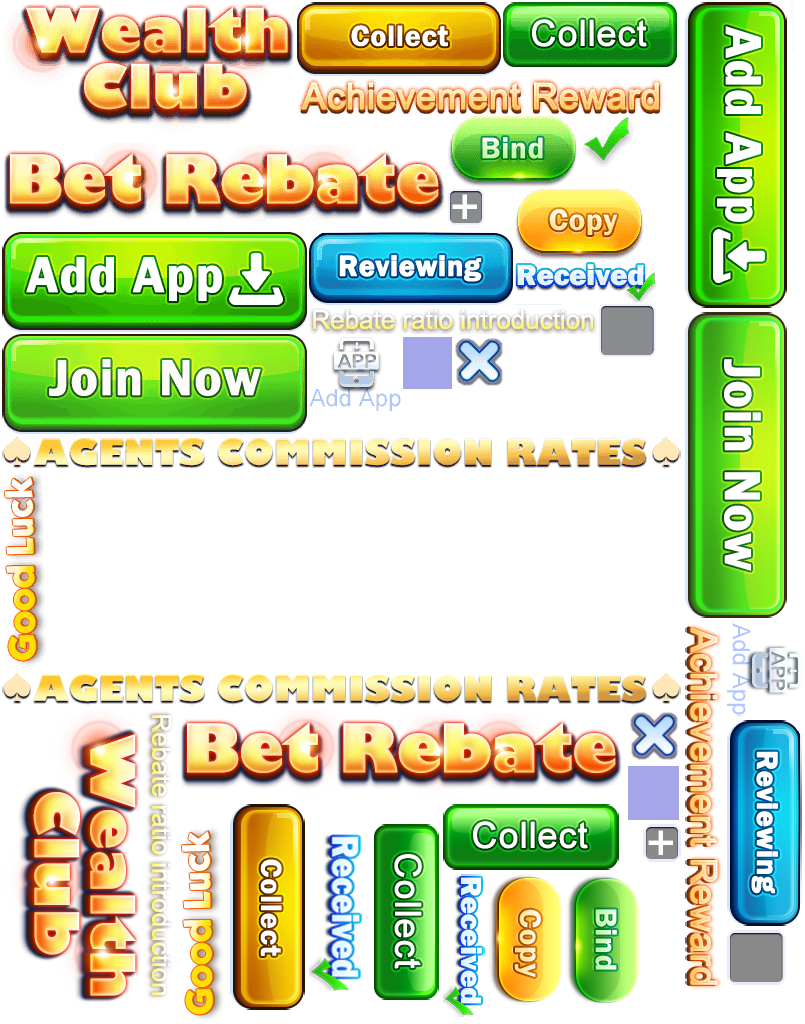 Wealth
Club
Collect
Collect
Achievement Reward
Bind
Bet Rebate
Copy
Add App
Reviewing
Received
Rebate ratio introduction
Join Now
APP
Add App
AGENTS COMMISSION RATES
Good Luck
Add App
Join Now
AGENTS COMMISSION RATES
Bet Rebate
Wealth
Club
Rebate ratio introduction
Good Luck
Collect
Received
Collect
Collect
Received
Copy
Bind
Achievement Reward
Add App
APP
Reviewing